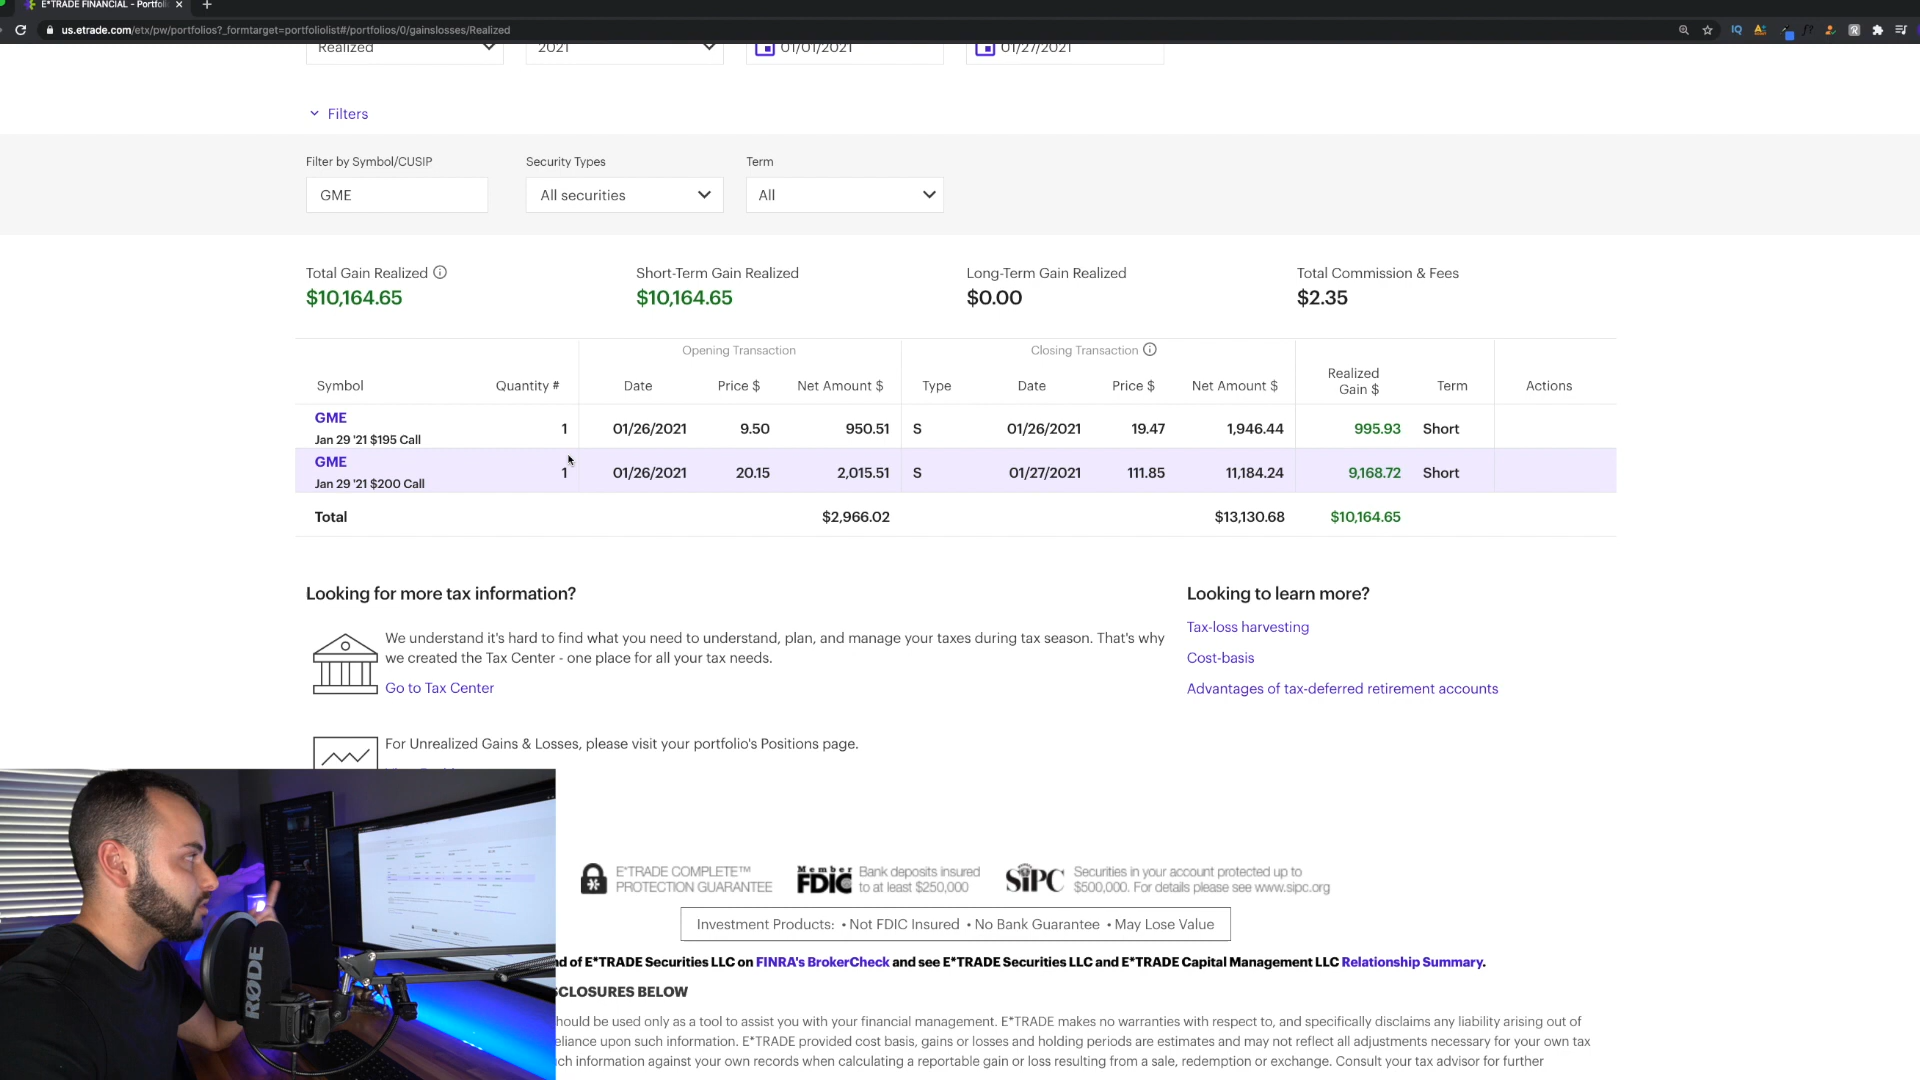 E*TRADE FINANCIAL - Portfoli
us.etrade.com/etx/pw/portfolios?_formtarget=portfoliolist#/portfolios/0/gainslosses/Realized
Realized 2021 01/01/2021 01/27/2021
Filters
Filter by Symbol/CUSIP Security Types Term
GME All securities All
Total Gain Realized Short-Term Gain Realized Long-Term Gain Realized Total Commission & Fees
$10,164.65 $10,164.65 $0.00 $2.35
Opening Transaction Closing Transaction
Symbol Quantity # Date Price $ Net Amount $ Type Date Price $ Net Amount $ Realized Gain $ Term Actions
GME
Jan 29 '21 $195 Call 1 01/26/2021 9.50 950.51 S 01/26/2021 19.47 1,946.44 995.93 Short
GME
Jan 29 '21 $200 Call 1 01/26/2021 20.15 2,015.51 S 01/27/2021 111.85 11,184.24 9,168.72 Short
Total $2,966.02 $13,130.68 $10,164.65
Looking for more tax information?
We understand it's hard to find what you need to understand, plan, and manage your taxes during tax season. That's why
we created the Tax Center - one place for all your tax needs.
Go to Tax Center
Looking to learn more?
Tax-loss harvesting
Cost-basis
Advantages of tax-deferred retirement accounts
For Unrealized Gains & Losses, please visit your portfolio's Positions page.
E*TRADE COMPLETE™
PROTECTION GUARANTEE
Member
FDIC
Bank deposits insured
to at least $250,000
SiPC
Securities in your account protected up to
$500,000. For details please see www.sipc.org
Investment Products: • Not FDIC Insured • No Bank Guarantee • May Lose Value
nd of E*TRADE Securities LLC on FINRA's BrokerCheck and see E*TRADE Securities LLC and E*TRADE Capital Management LLC Relationship Summary.
SCLOSURES BELOW
hould be used only as a tool to assist you with your financial management. E*TRADE makes no warranties with respect to, and specifically disclaims any liability arising out of
eliance upon such information. E*TRADE provided cost basis, gains or losses and holding periods are estimates and may not reflect all adjustments necessary for your own tax
ch information against your own records when calculating a reportable gain or loss resulting from a sale, redemption or exchange. Consult your tax advisor for further
RØDE